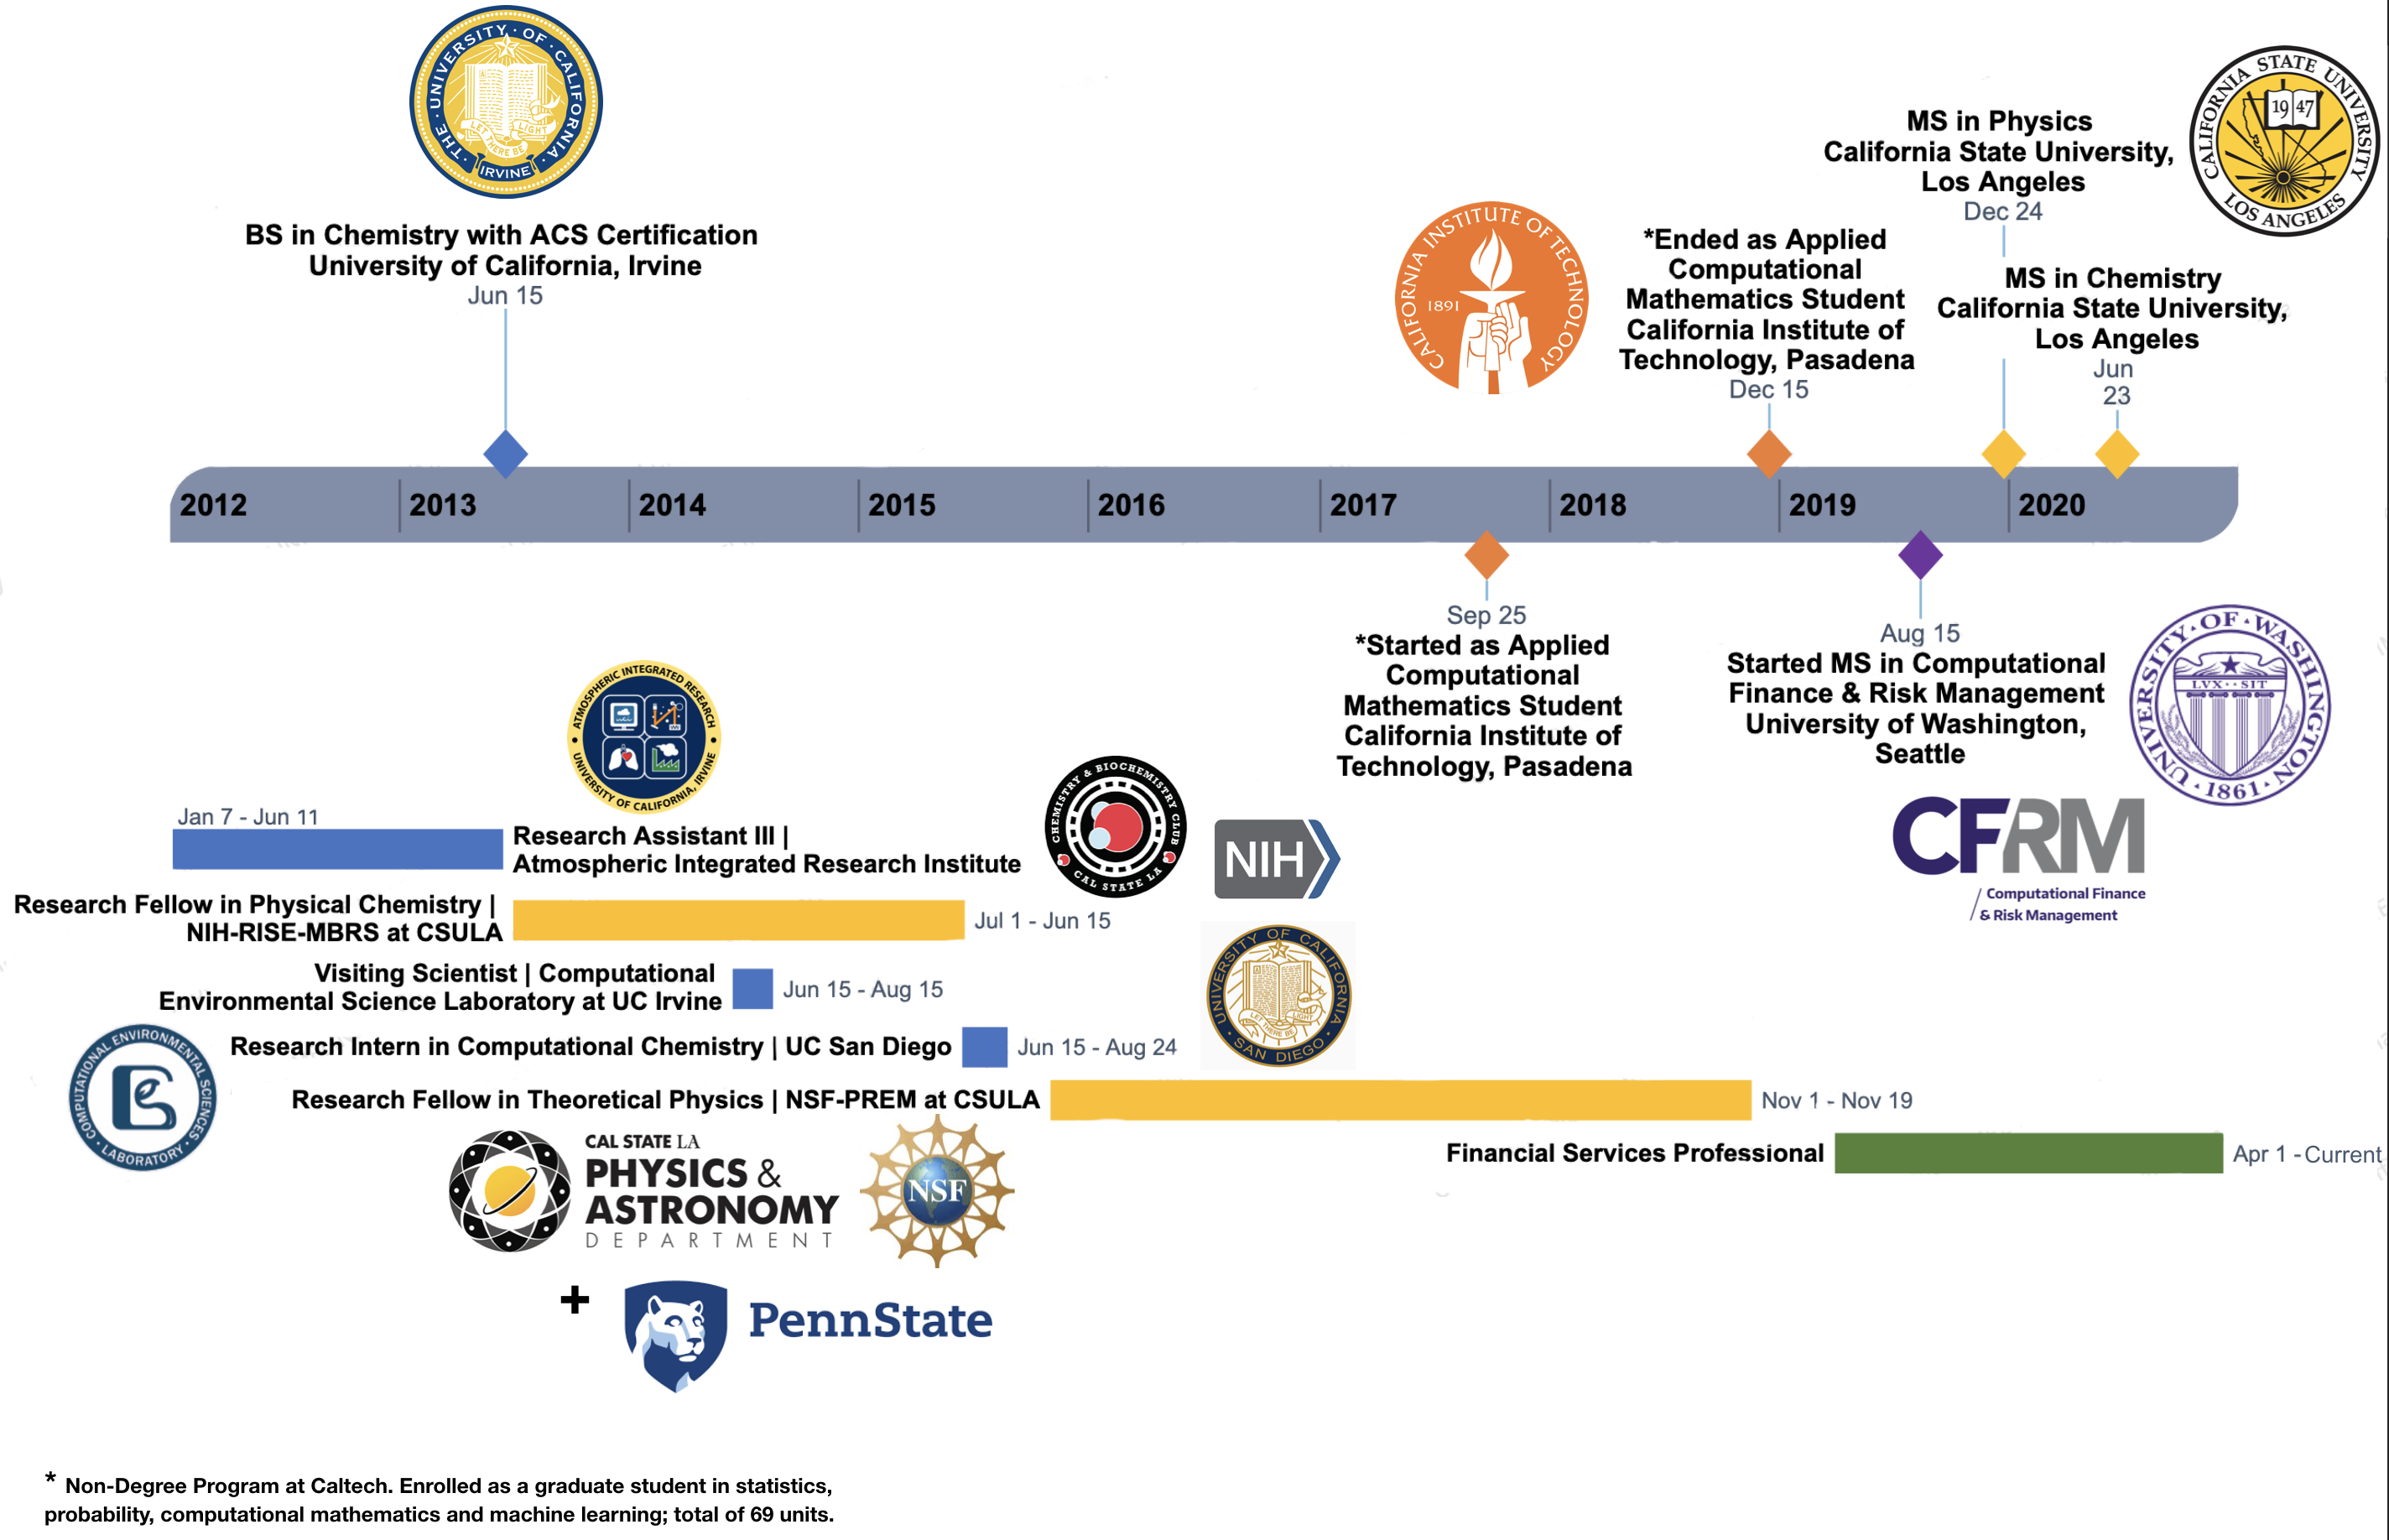 THE · UNIVERSITY · OF · CALIFORNIA ·
LET THERE BE LIGHT
IRVINE
BS in Chemistry with ACS Certification
University of California, Irvine
Jun 15
CALIFORNIA INSTITUTE OF TECHNOLOGY
1891
*Ended as Applied
Computational
Mathematics Student
California Institute of
Technology, Pasadena
Dec 15
MS in Physics
California State University,
Los Angeles
Dec 24
CALIFORNIA STATE UNIVERSITY
19 47
LOS ANGELES
MS in Chemistry
California State University,
Los Angeles
Jun
23
2012
2013
2014
2015
2016
2017
2018
2019
2020
Sep 25
*Started as Applied
Computational
Mathematics Student
California Institute of
Technology, Pasadena
Aug 15
Started MS in Computational
Finance & Risk Management
University of Washington,
Seattle
UNIVERSITY · OF · WASHINGTON
LVX · · SIT
· 1861 ·
CFRM
Computational Finance
& Risk Management
ATMOSPHERIC INTEGRATED RESEARCH
UNIVERSITY OF CALIFORNIA, IRVINE
Jan 7 - Jun 11
Research Assistant III |
Atmospheric Integrated Research Institute
CHEMISTRY & BIOCHEMISTRY CLUB
CAL STATE LA
NIH
Research Fellow in Physical Chemistry |
NIH-RISE-MBRS at CSULA
Jul 1 - Jun 15
Visiting Scientist | Computational
Environmental Science Laboratory at UC Irvine
Jun 15 - Aug 15
UNIVERSITY OF CALIFORNIA
LET THERE BE LIGHT
· SAN DIEGO ·
COMPUTATIONAL ENVIRONMENTAL SCIENCES
· LABORATORY ·
Research Intern in Computational Chemistry | UC San Diego
Jun 15 - Aug 24
Research Fellow in Theoretical Physics | NSF-PREM at CSULA
Nov 1 - Nov 19
Financial Services Professional
Apr 1 - Current
CAL STATE LA
PHYSICS &
ASTRONOMY
DEPARTMENT
NSF
+
PennState
* Non-Degree Program at Caltech. Enrolled as a graduate student in statistics,
probability, computational mathematics and machine learning; total of 69 units.